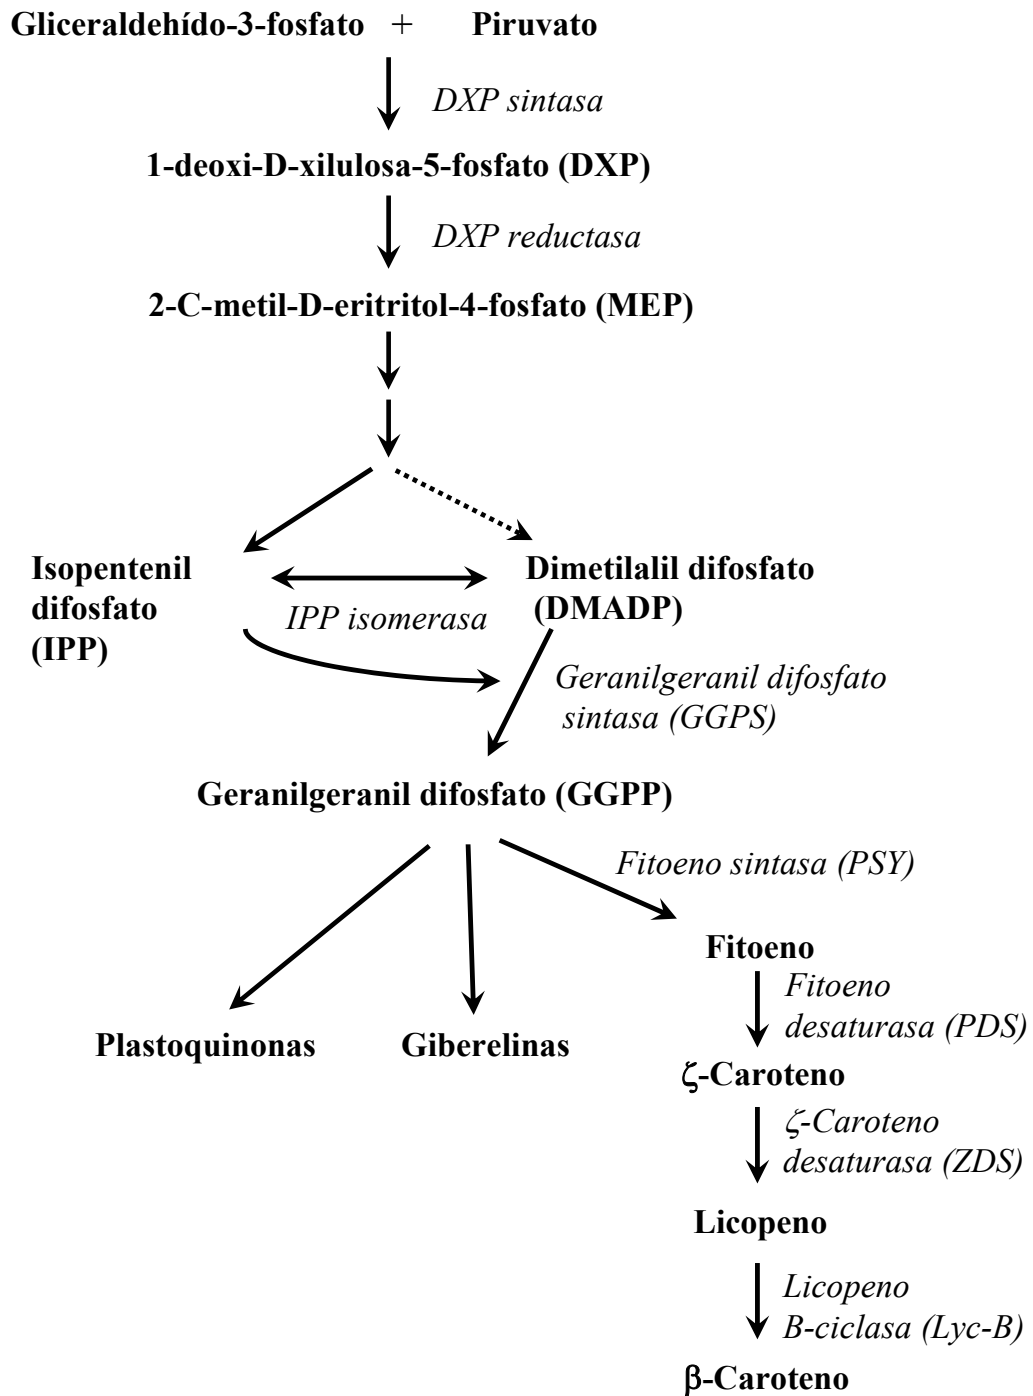 Gliceraldehído-3-fosfato + Piruvato
DXP sintasa
1-deoxi-D-xilulosa-5-fosfato (DXP)
DXP reductasa
2-C-metil-D-eritritol-4-fosfato (MEP)
Isopentenil
difosfato
(IPP)
IPP isomerasa
Dimetilalil difosfato
(DMADP)
Geranilgeranil difosfato
sintasa (GGPS)
Geranilgeranil difosfato (GGPP)
Fitoeno sintasa (PSY)
Plastoquinonas
Giberelinas
Fitoeno
Fitoeno
desaturasa (PDS)
ζ-Caroteno
ζ-Caroteno
desaturasa (ZDS)
Licopeno
Licopeno
B-ciclasa (Lyc-B)
β-Caroteno